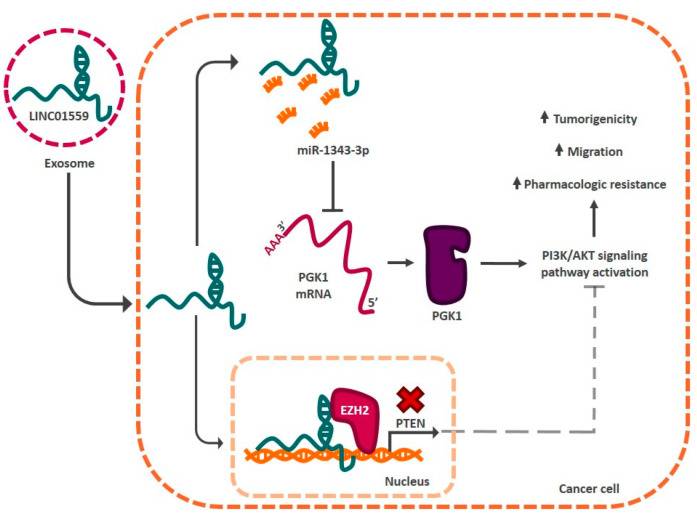 LINC01559
Exosome
miR-1343-3p
Tumorigenicity
Migration
Pharmacologic resistance
AAA 3'
PGK1
mRNA
5'
PGK1
PI3K/AKT signaling
pathway activation
EZH2
PTEN
Nucleus
Cancer cell